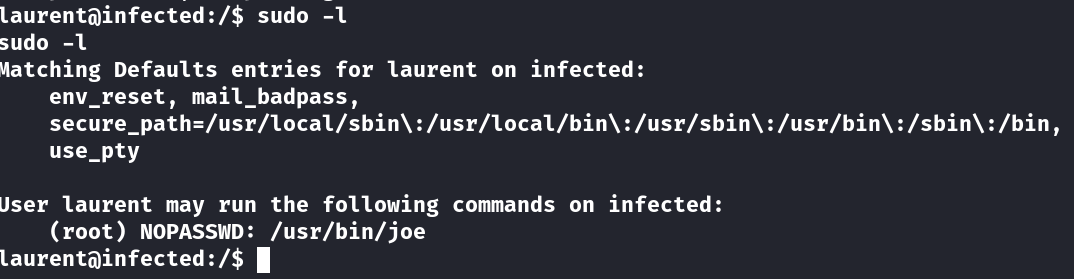 laurent@infected:/$ sudo -l
sudo -l
Matching Defaults entries for laurent on infected:
    env_reset, mail_badpass,
    secure_path=/usr/local/sbin\:/usr/local/bin\:/usr/sbin\:/usr/bin\:/sbin\:/bin,
    use_pty

User laurent may run the following commands on infected:
    (root) NOPASSWD: /usr/bin/joe
laurent@infected:/$